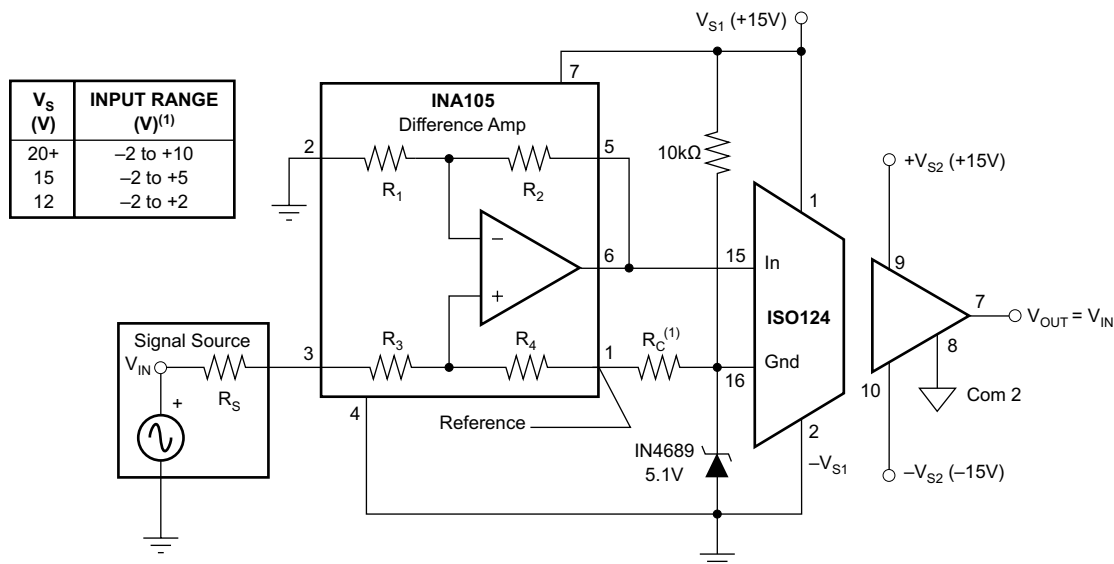 V_S1 (+15V)
V_S
(V)
INPUT RANGE
(V)^(1)
20+ –2 to +10
15 –2 to +5
12 –2 to +2
7
INA105
Difference Amp
2
5
R_1
R_2
10kΩ
+V_S2 (+15V)
1
–
+
6
15
In
9
ISO124
7
V_OUT = V_IN
Signal Source
V_IN
R_S
+
3
R_3
R_4
1
R_C^(1)
16
Gnd
8
10
Com 2
4
Reference
IN4689
5.1V
2
–V_S1
–V_S2 (–15V)